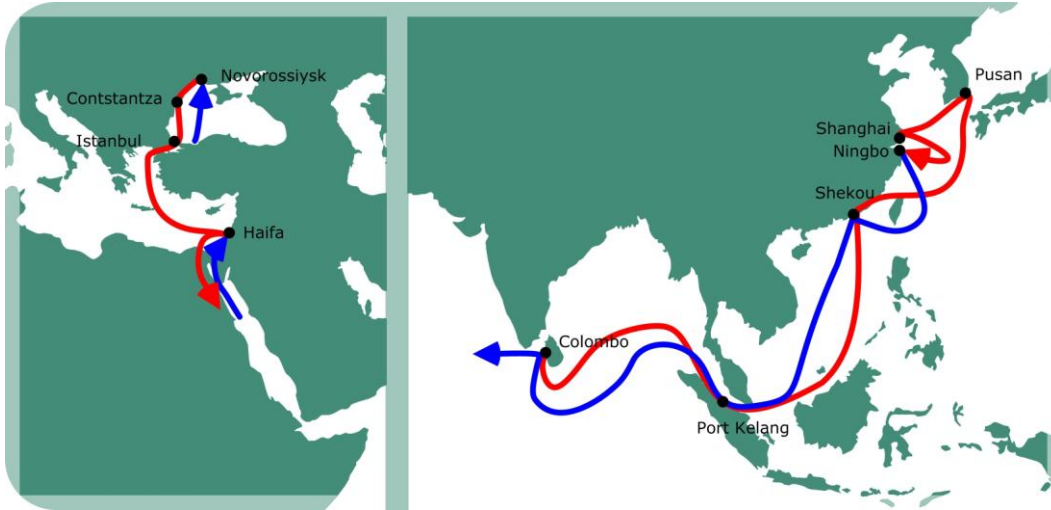 Novorossiysk
Contstantza
Istanbul
Haifa
Pusan
Shanghai
Ningbo
Shekou
Colombo
Port Kelang